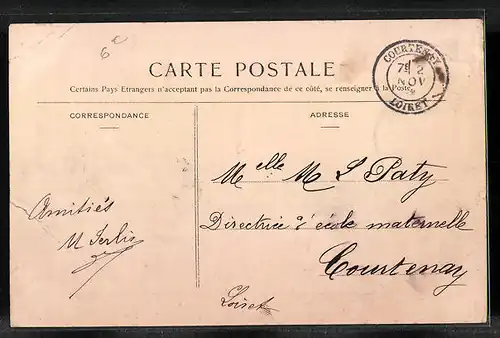 6e
CARTE POSTALE
Certains Pays Etrangers n'acceptant pas la Correspondance de ce côté, se renseigner à la Poste.
CORRESPONDANCE
ADRESSE
COURTENAY
2
NOV
LOIRET
Amitiés
Melle M L Paty
Directrice d'école maternelle
Courtenay
Loiret